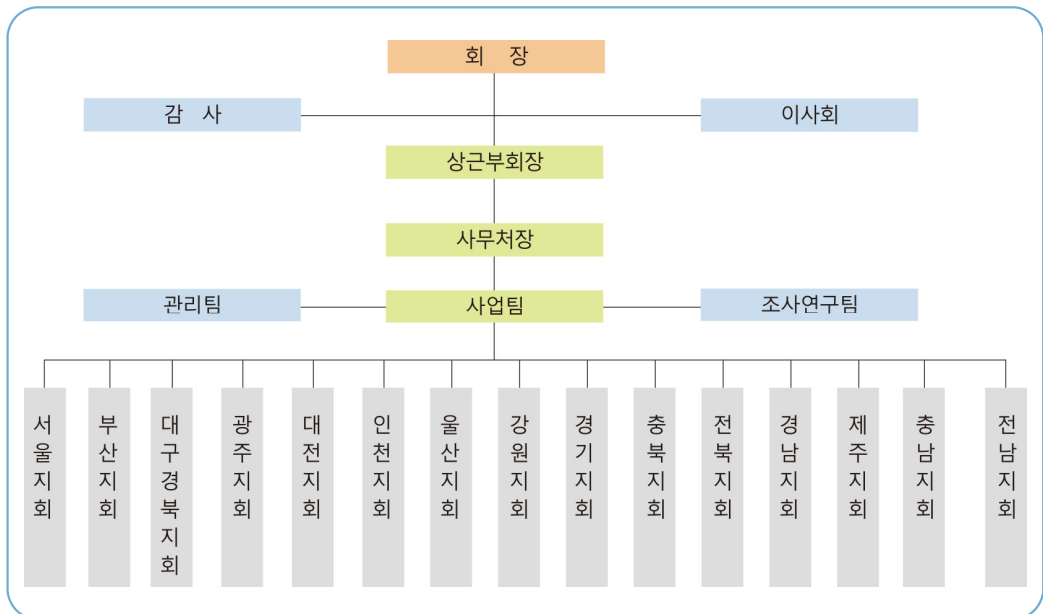 회 장
감 사
이사회
상근부회장
사무처장
관리팀
사업팀
조사연구팀
서울지회
부산지회
대구경북지회
광주지회
대전지회
인천지회
울산지회
강원지회
경기지회
충북지회
전북지회
경남지회
제주지회
충남지회
전남지회